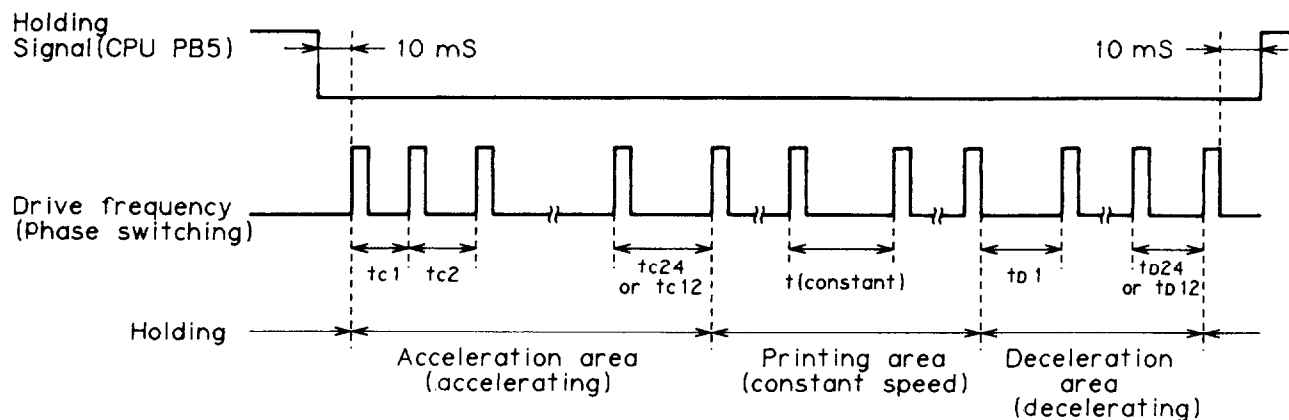 Holding
Signal(CPU PB5)
10 mS
10 mS
Drive frequency
(Phase switching)
tc1
tc2
tc24
or tc12
t(constant)
tD1
tD24
or tD12
Holding
Acceleration area
(accelerating)
Printing area
(constant speed)
Deceleration
area
(decelerating)